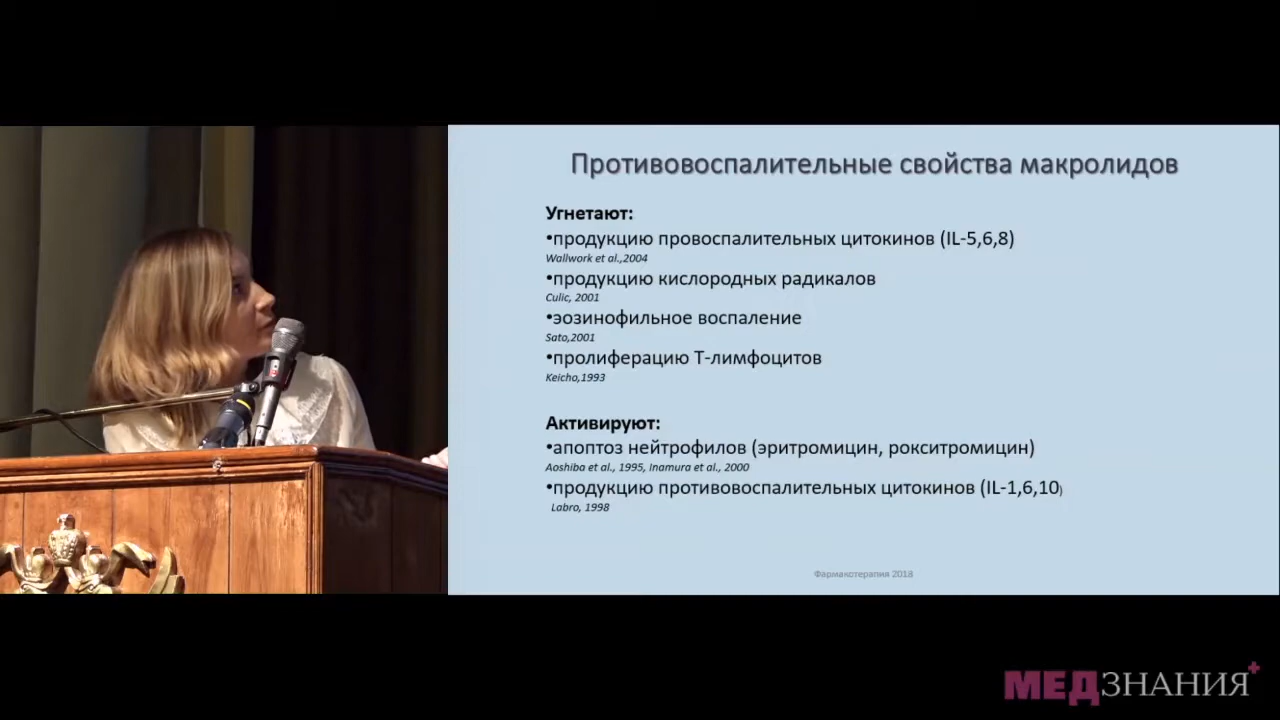 Противовоспалительные свойства макролидов
Угнетают:
•продукцию провоспалительных цитокинов (IL-5,6,8)
Wallwork et al.,2004
•продукцию кислородных радикалов
Culic, 2001
•эозинофильное воспаление
Sato,2001
•пролиферацию Т-лимфоцитов
Keicho,1993
Активируют:
•апоптоз нейтрофилов (эритромицин, рокситромицин)
Aoshiba et al., 1995, Inamura et al., 2000
•продукцию противовоспалительных цитокинов (IL-1,6,10)
Labro, 1998
Фармакотерапия 2018
МЕДЗНАНИЯ+